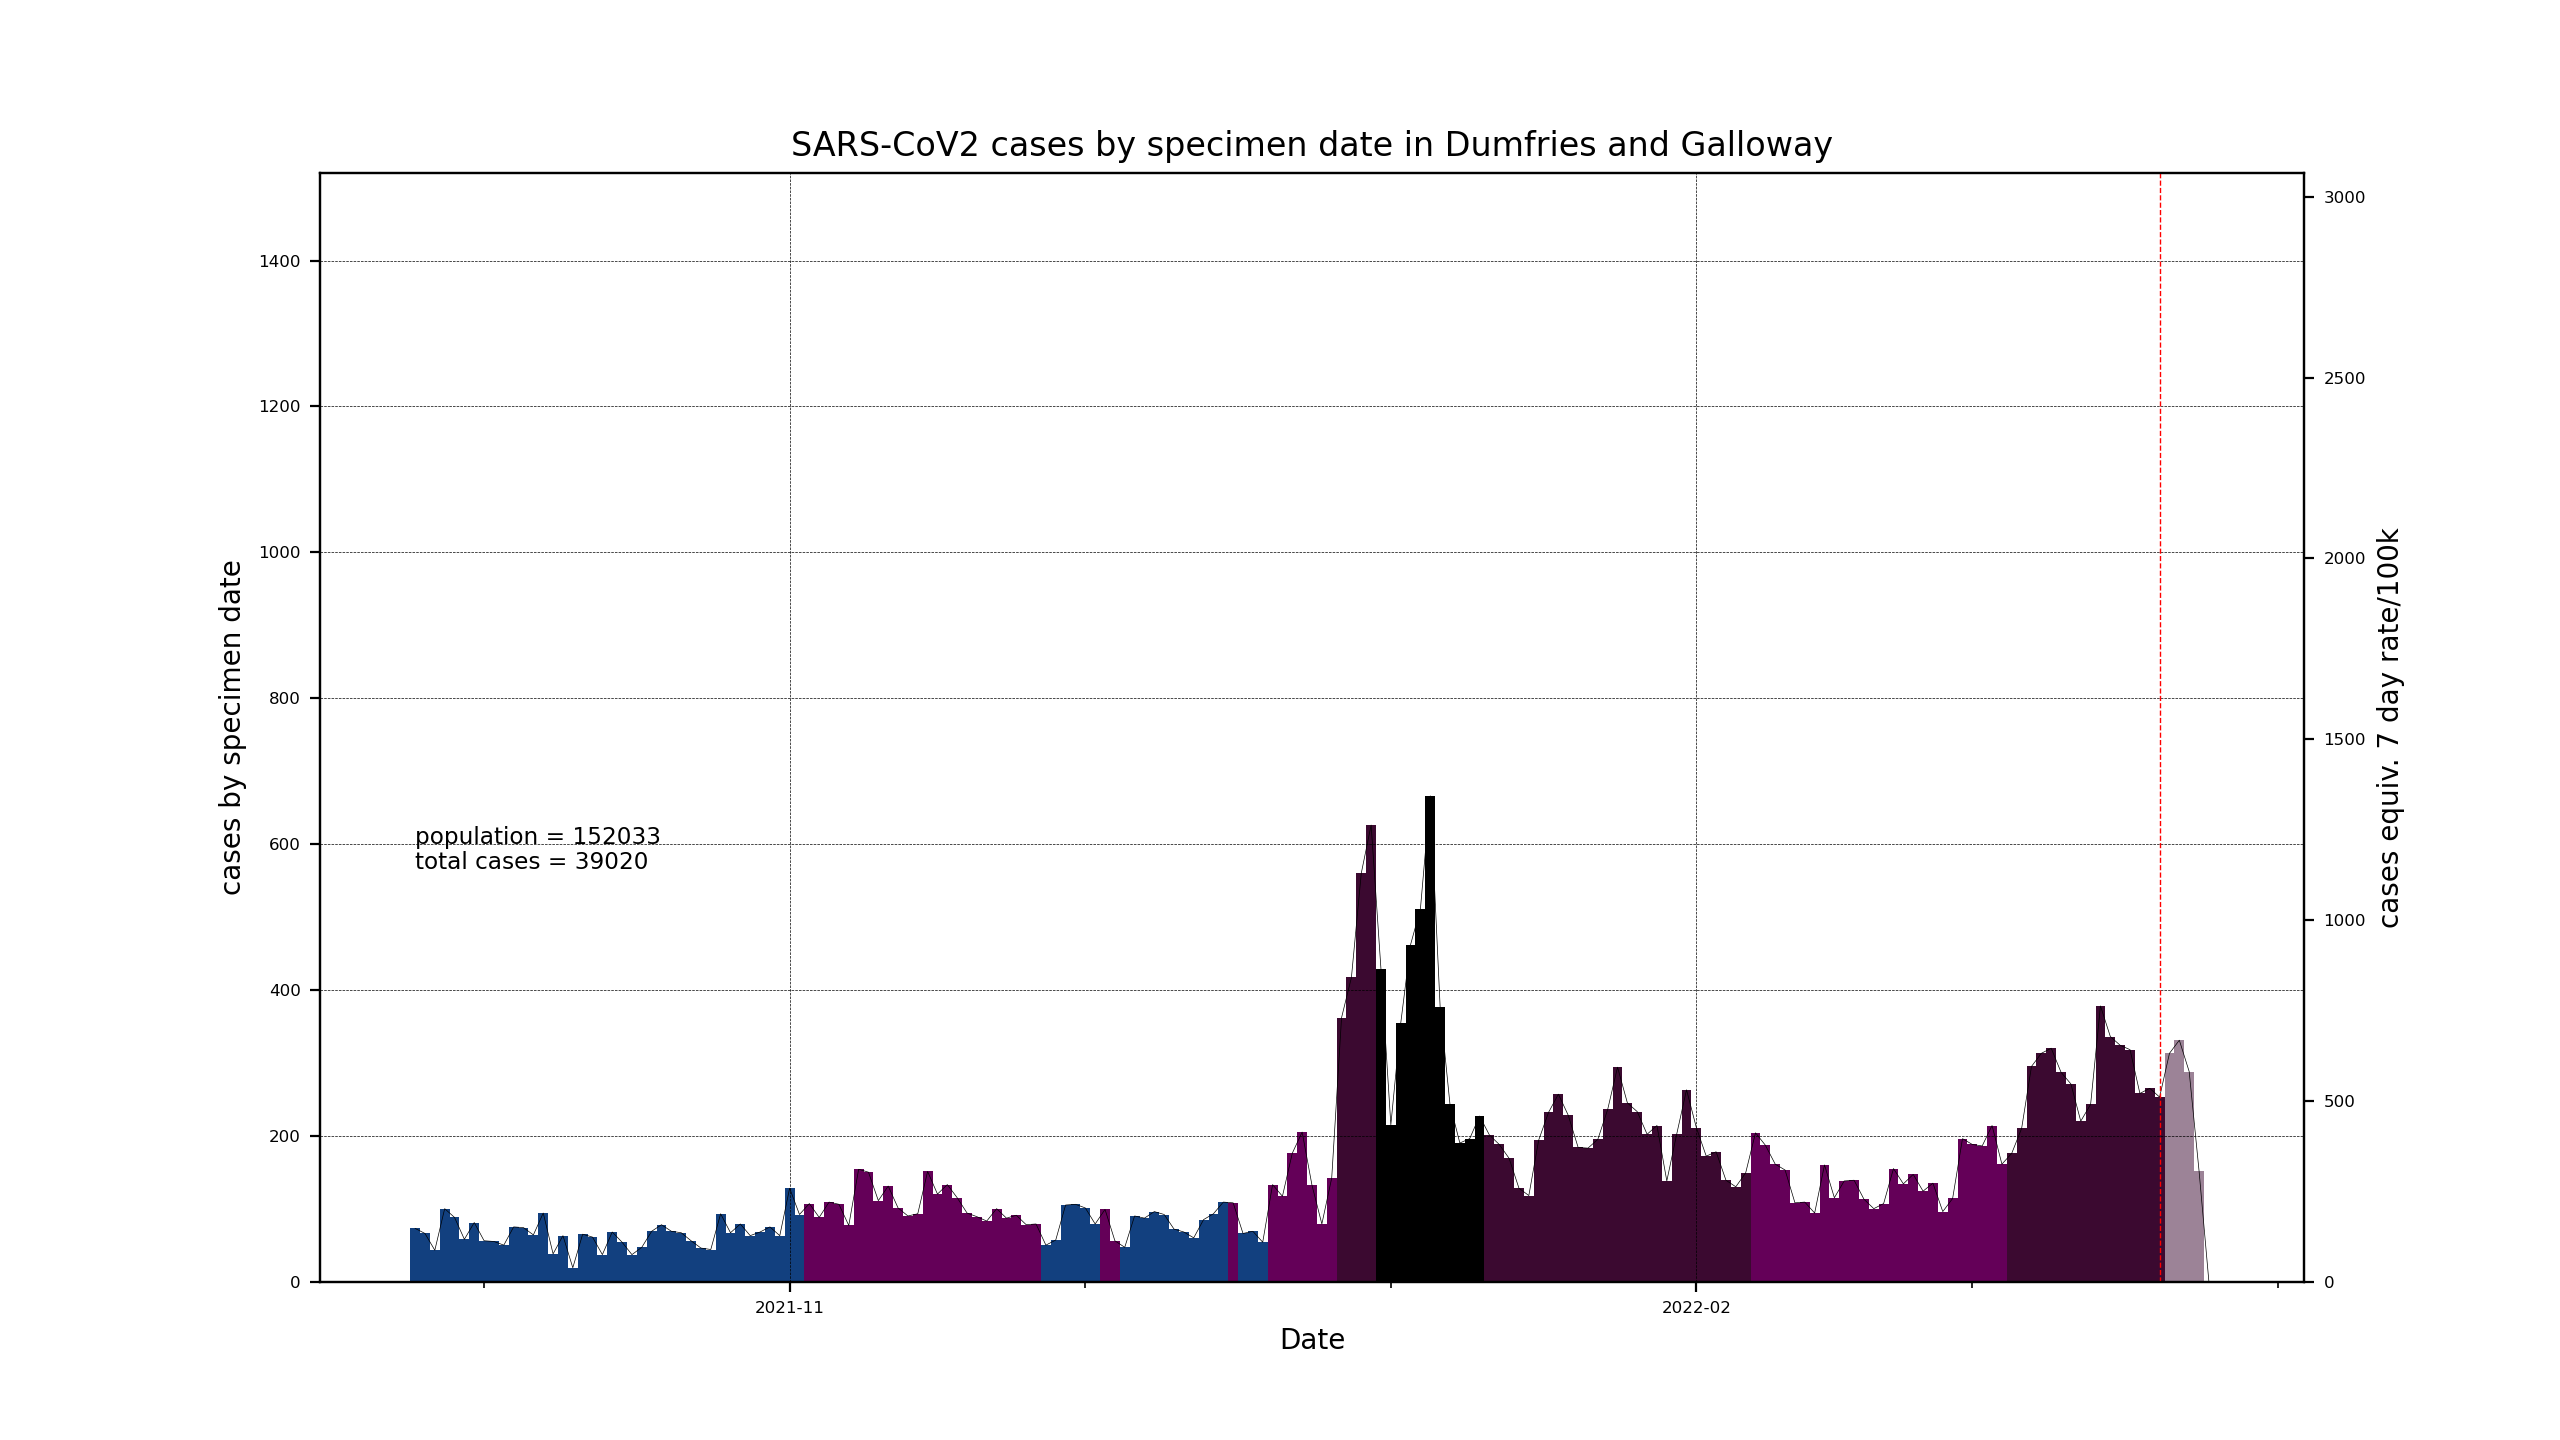 SARS-CoV2 cases by specimen date in Dumfries and Galloway
cases by specimen date
1400
1200
1000
800
600
400
200
0
population = 152033
total cases = 39020
3000
2500
2000
1500
1000
500
0
cases equiv. 7 day rate/100k
2021-11
2022-02
Date